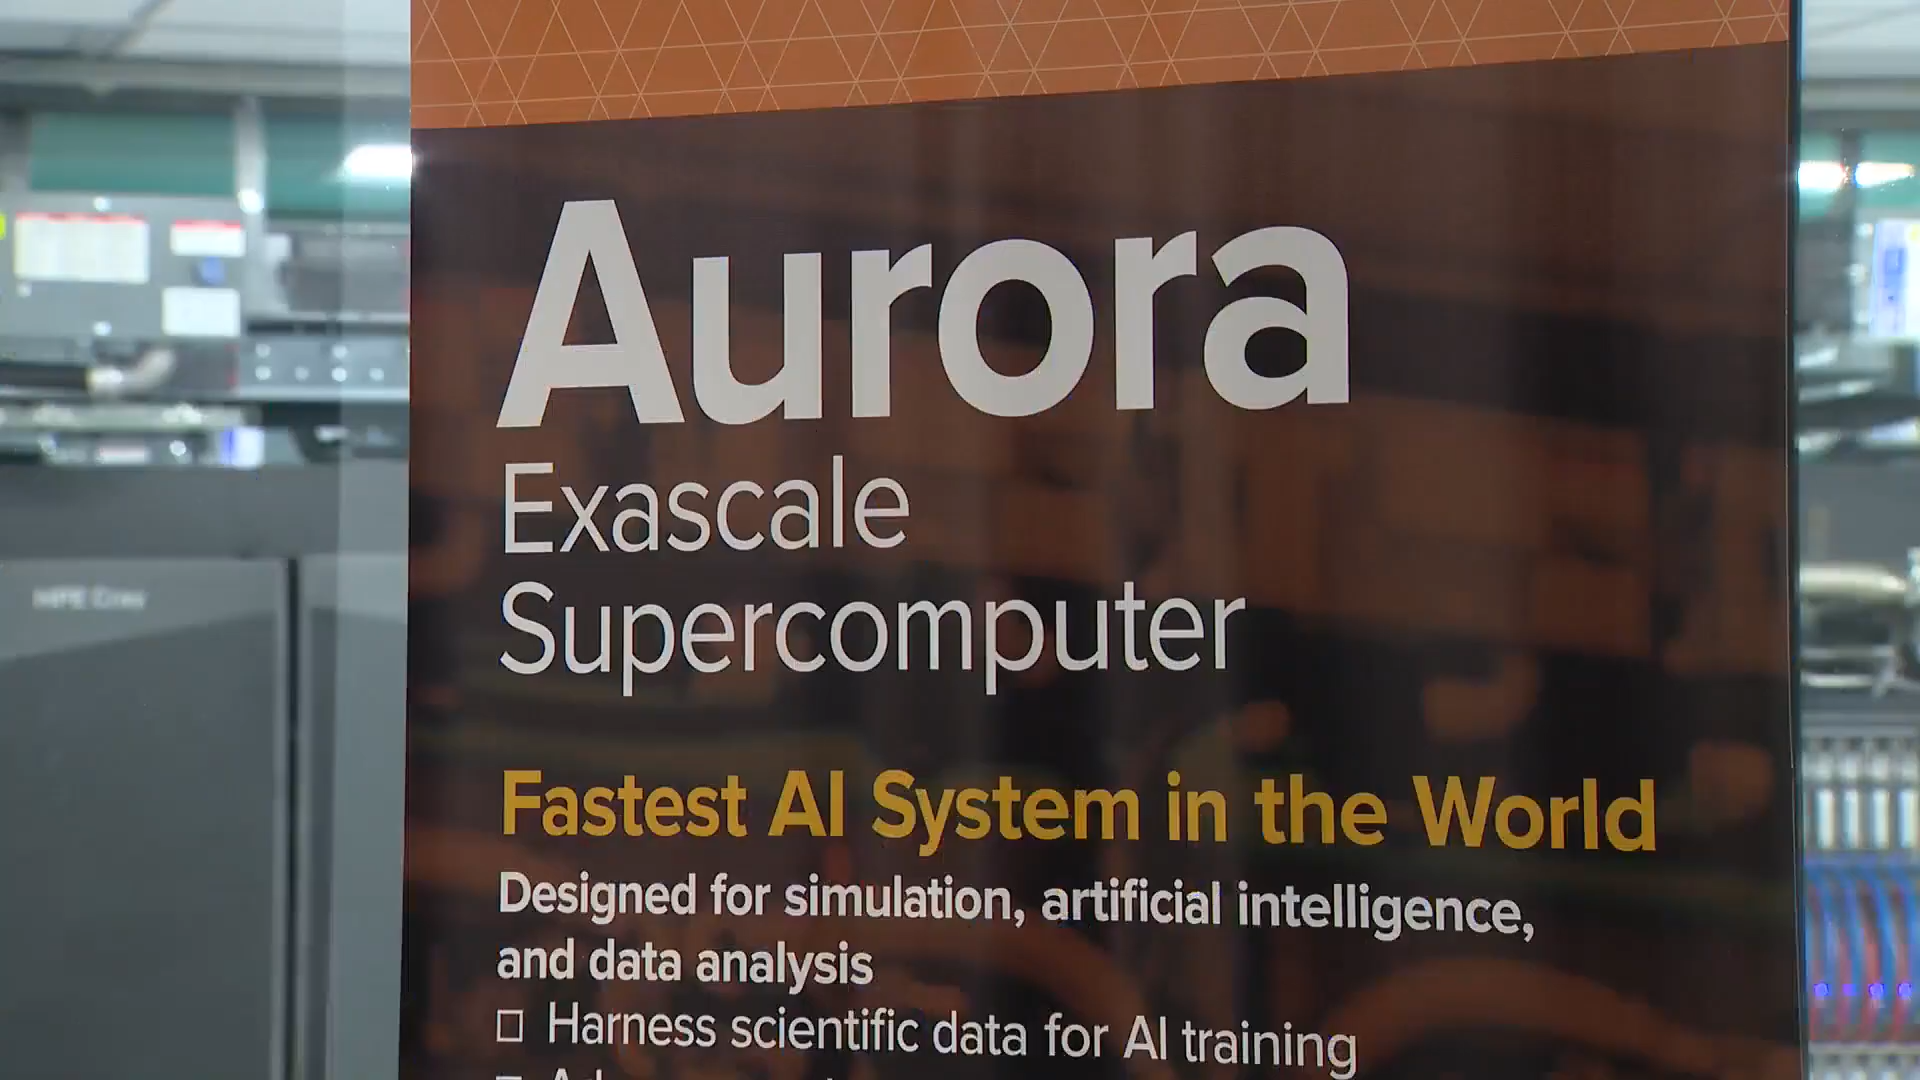 Aurora
Exascale
Supercomputer
Fastest AI System in the World
Designed for simulation, artificial intelligence,
and data analysis
□ Harness scientific data for AI training
HPE Cray